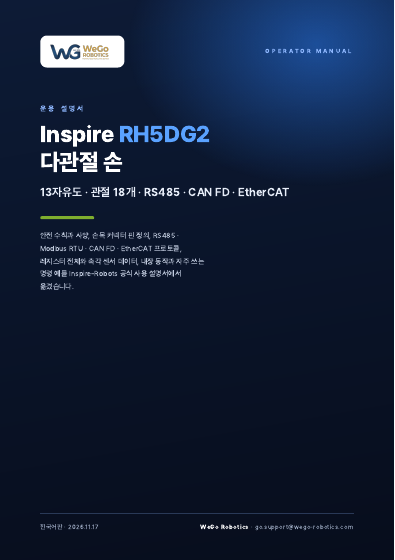 WG WeGo
ROBOTICS
OPERATOR MANUAL
운용 설명서
Inspire RH5DG2
다관절 손
13자유도 · 관절 18개 · RS485 · CAN FD · EtherCAT
안전 수칙과 사양, 손목 커넥터 핀 정의, RS485 ·
Modbus RTU · CAN FD · EtherCAT 프로토콜,
레지스터 전체와 촉각 센서 데이터, 내장 동작과 자주 쓰는
명령 예를 Inspire-Robots 공식 사용 설명서에서
옮겼습니다.
한국어판 · 2026.11.17
WeGo Robotics · go.support@wego-robotics.com